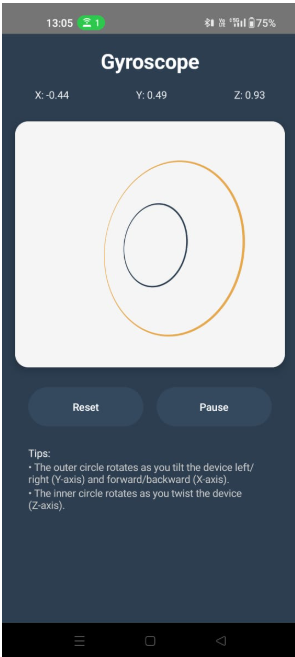 13:05 1 75%
Gyroscope
X: -0.44 Y: 0.49 Z: 0.93
Reset Pause
Tips:
• The outer circle rotates as you tilt the device left/
right (Y-axis) and forward/backward (X-axis).
• The inner circle rotates as you twist the device
(Z-axis).